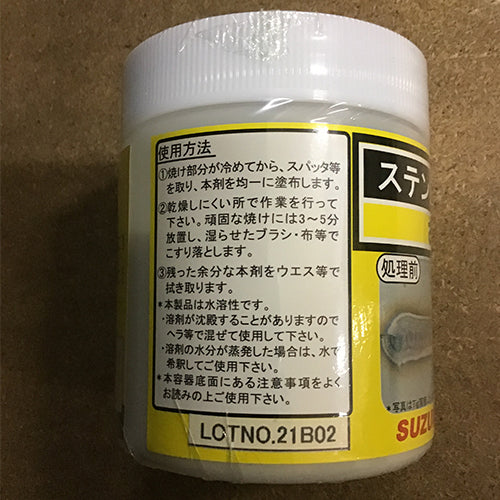 使用方法
①焼け部分が冷めてから、スパッタ等
を取り、本剤を均一に塗布します。
②乾燥しにくい所で作業を行って
下さい。頑固な焼けには3～5分
放置し、湿らせたブラシ・布等で
こすり落とします。
③残った余分な本剤をウエス等で
拭き取ります。
*本製品は水溶性です。
・溶剤が沈殿することがありますので
ヘラ等で混ぜて使用して下さい。
・溶剤の水分が蒸発した場合は、水で
希釈してご使用下さい。
*本容器底面にある注意事項をよく
お読みの上ご使用下さい。
LOTNO.21B02
ステン
処理前
*写真は
SUZU